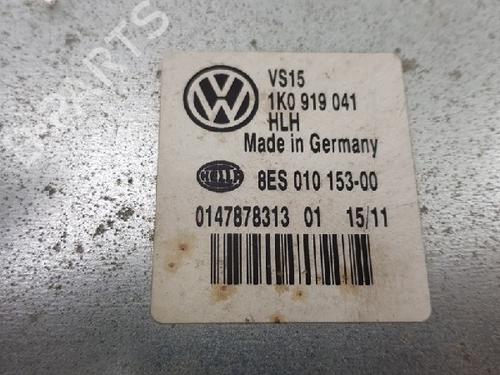 VS15
1K0 919 041
HLH
Made in Germany
8ES 010 153-00
0147878313 01 15/11